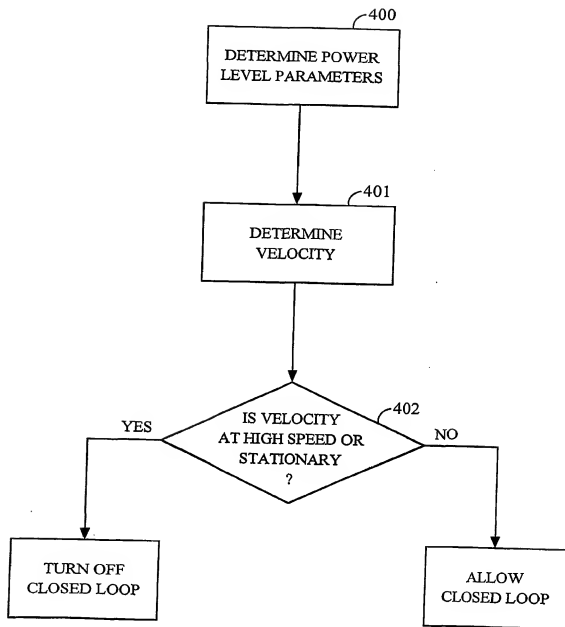 400
DETERMINE POWER
LEVEL PARAMETERS
401
DETERMINE
VELOCITY
402
IS VELOCITY
AT HIGH SPEED OR
STATIONARY
?
YES
NO
TURN OFF
CLOSED LOOP
ALLOW
CLOSED LOOP